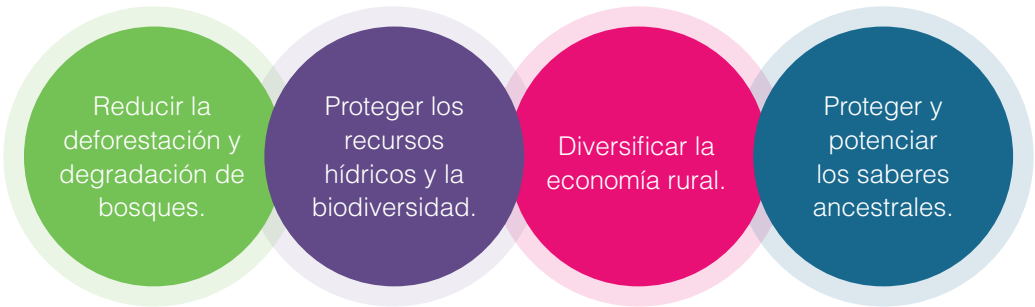 Reducir la
deforestación y
degradación de
bosques.
Proteger los
recursos
hídricos y la
biodiversidad.
Diversificar la
economía rural.
Proteger y
potenciar
los saberes
ancestrales.